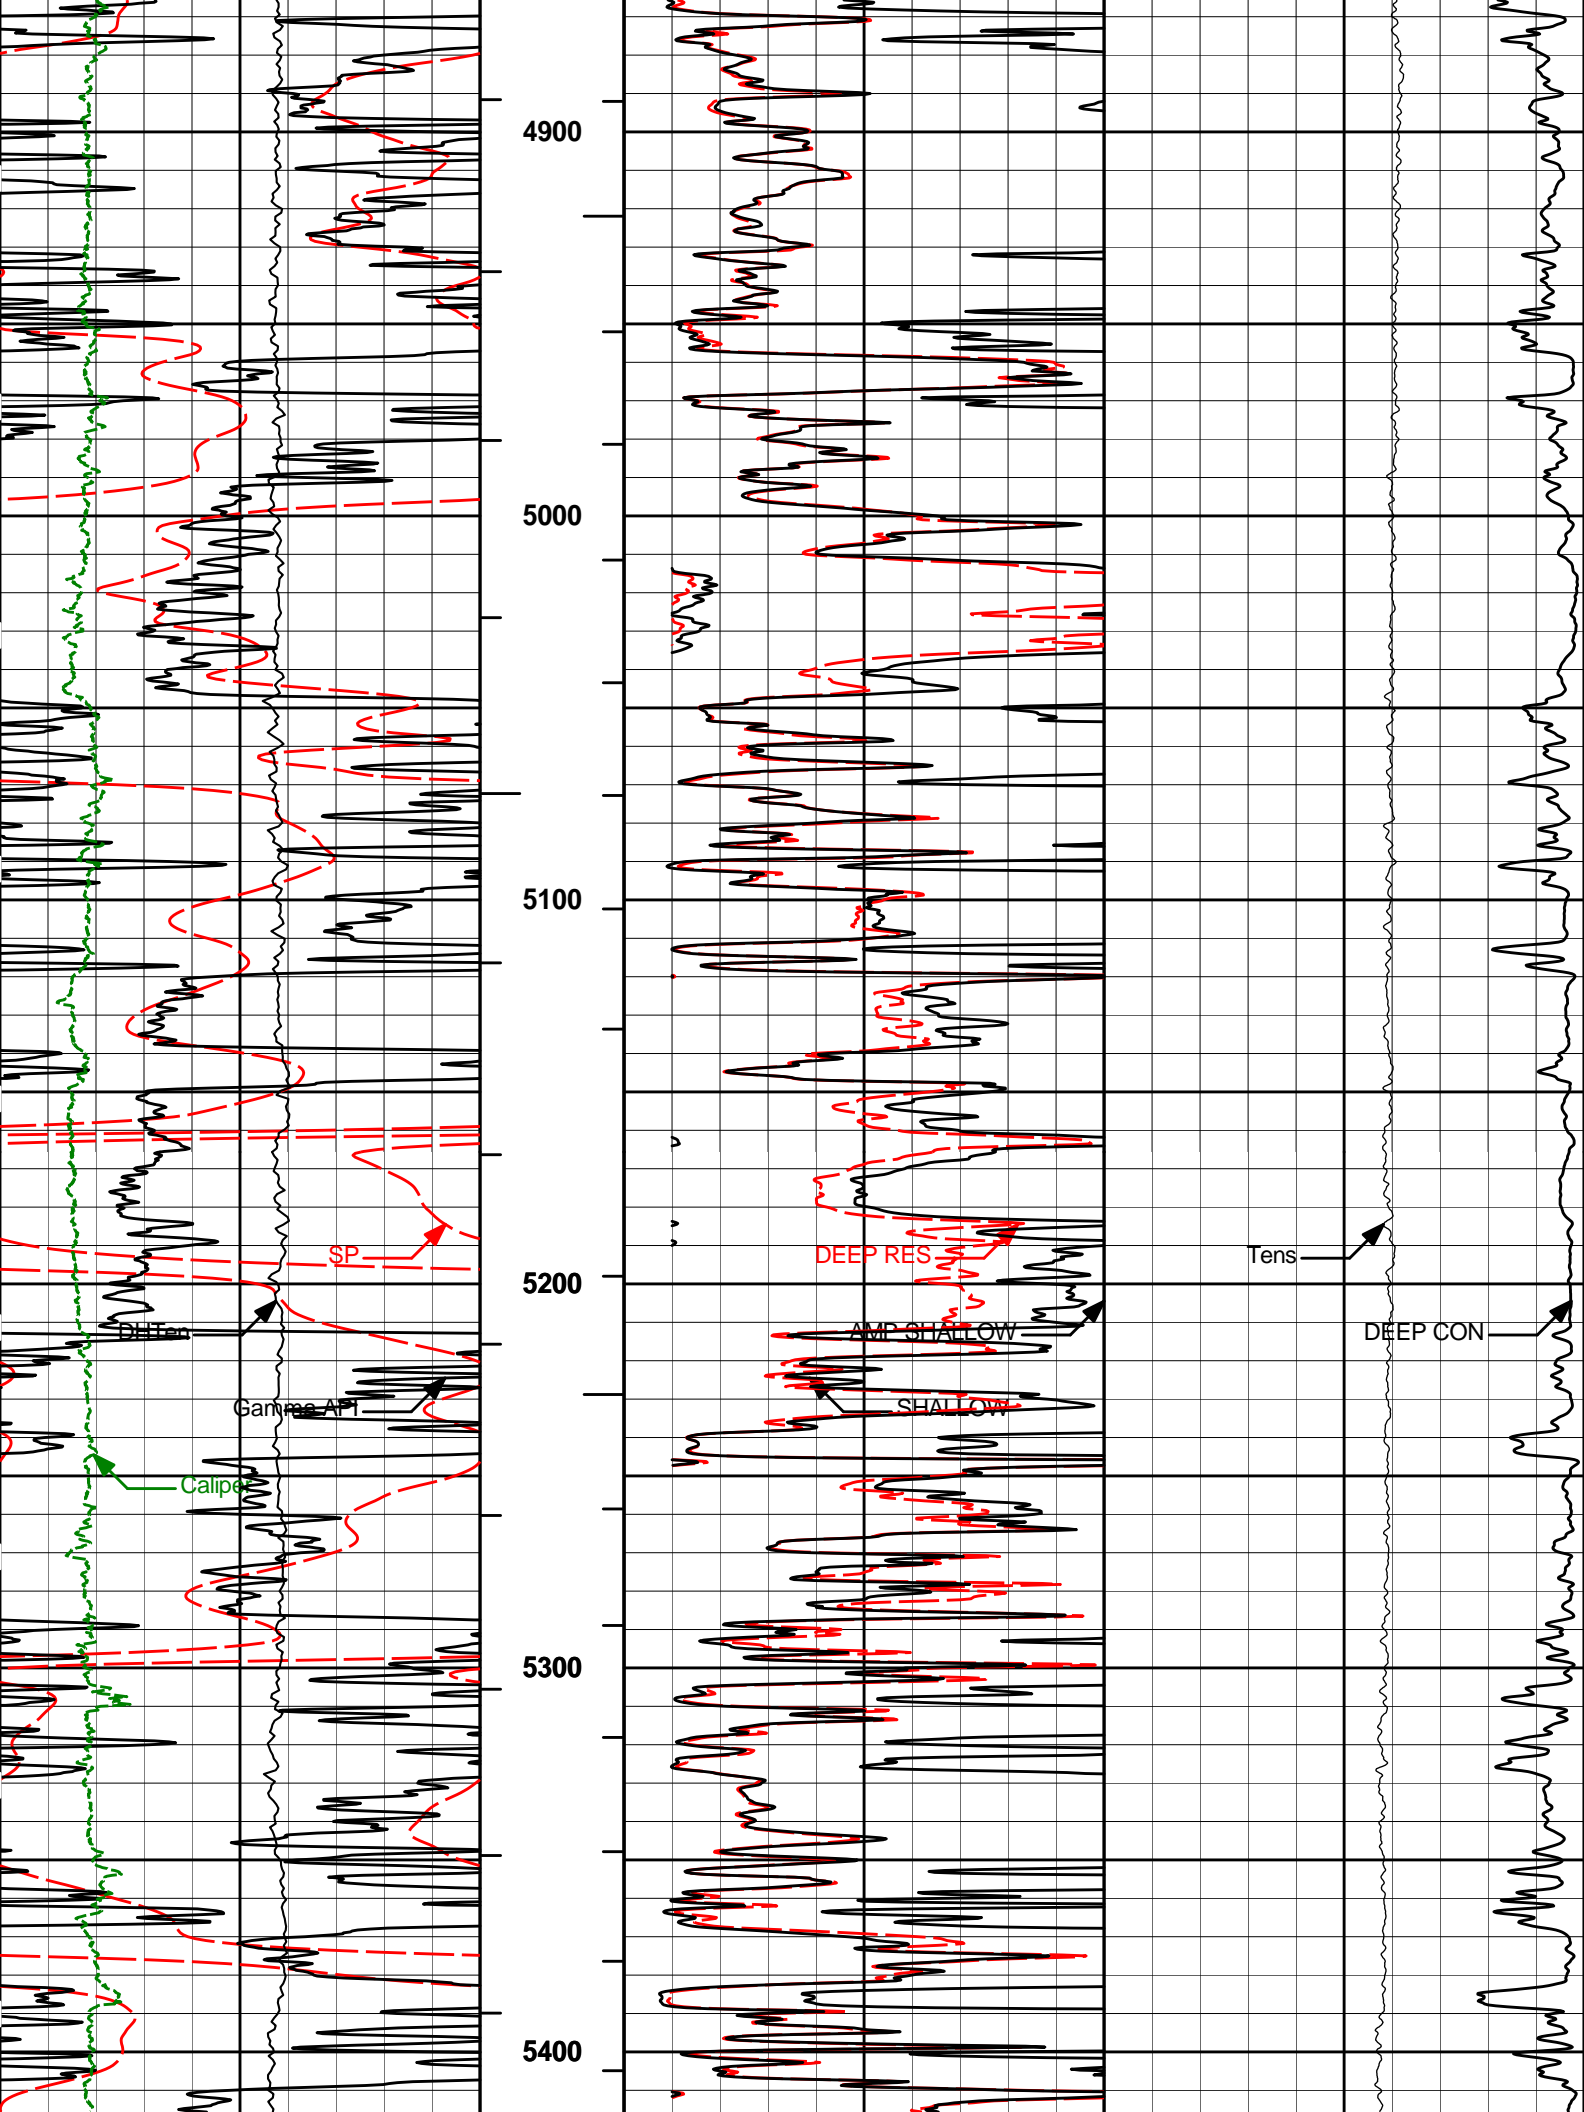 4900
5000
5100
SP
DEEP RES
Tens
5200
DHTen
AMP SHALLOW
DEEP CON
Gamma API
SHALLOW
Caliper
5300
5400